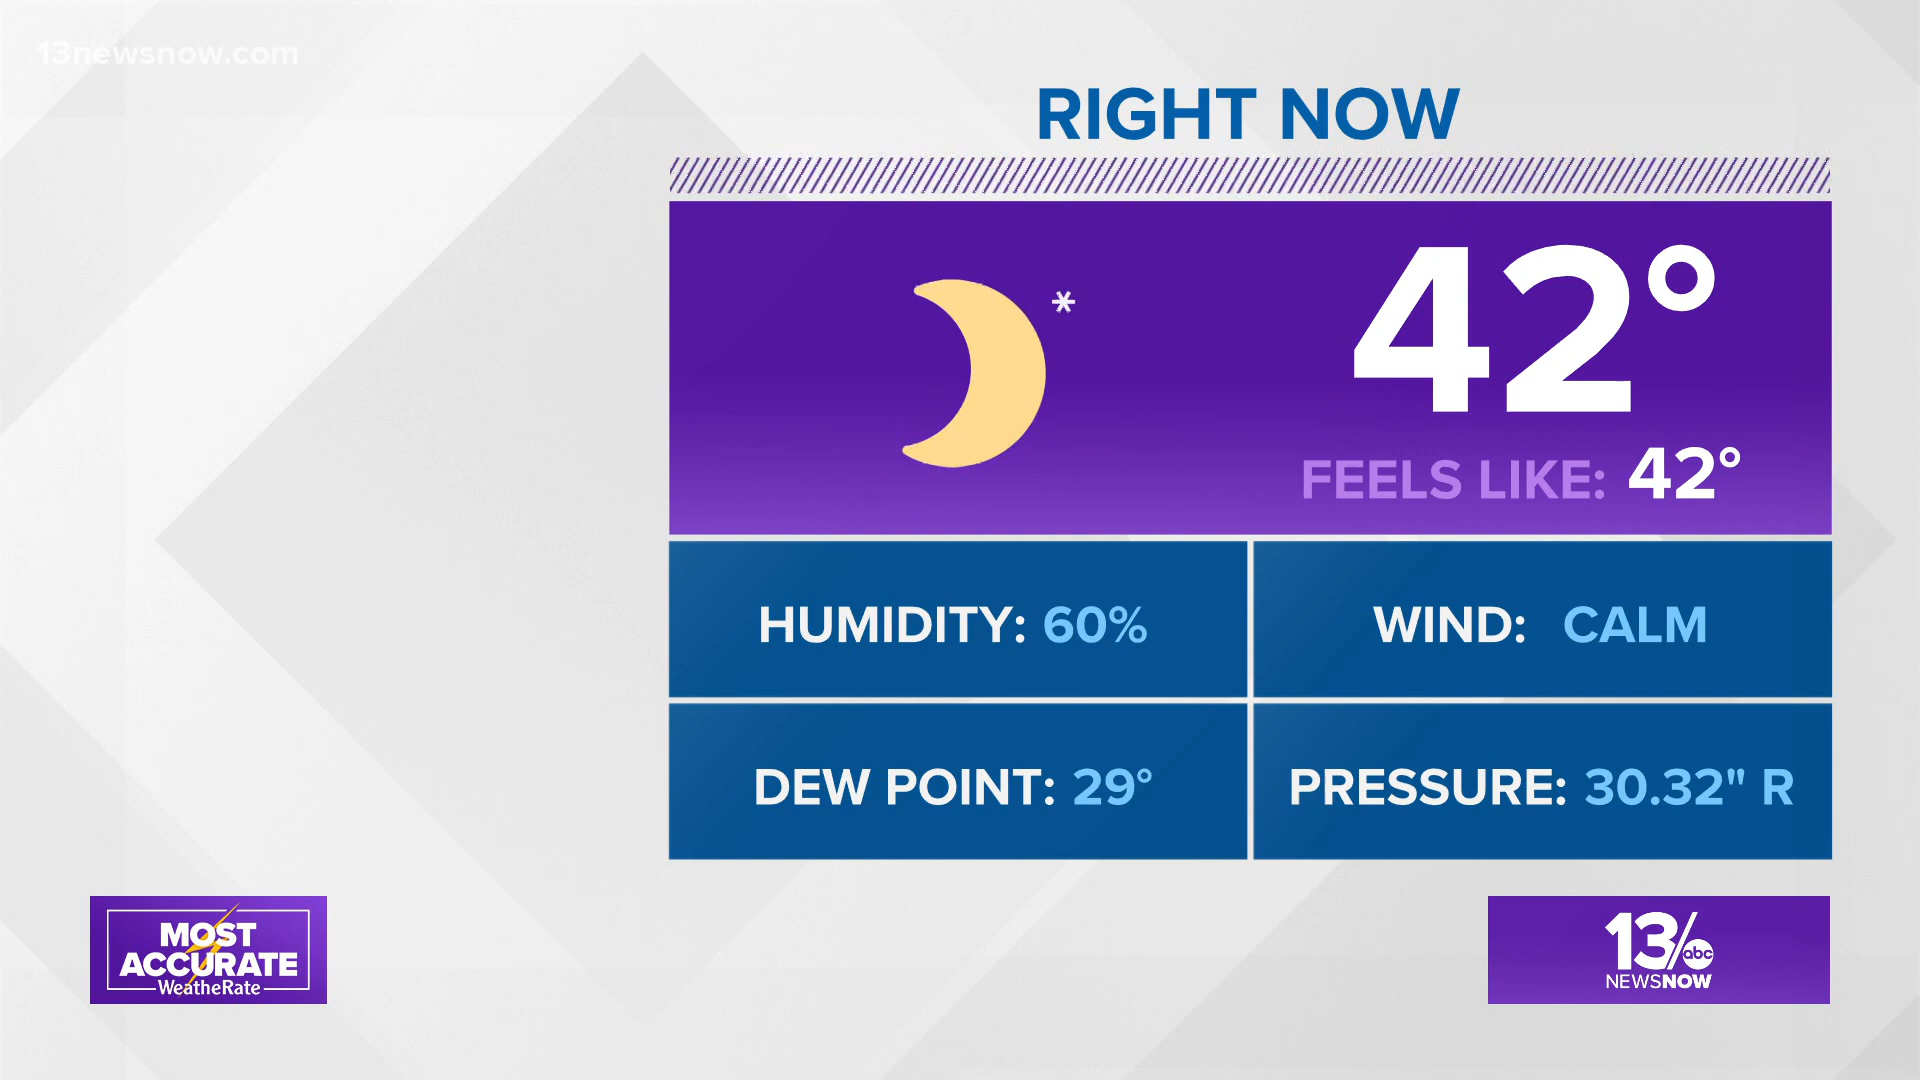 13newsnow.com
RIGHT NOW
42°
FEELS LIKE: 42°
HUMIDITY: 60%
WIND: CALM
DEW POINT: 29°
PRESSURE: 30.32" R
MOST
ACCURATE
WeatheRate
13/abc
NEWSNOW